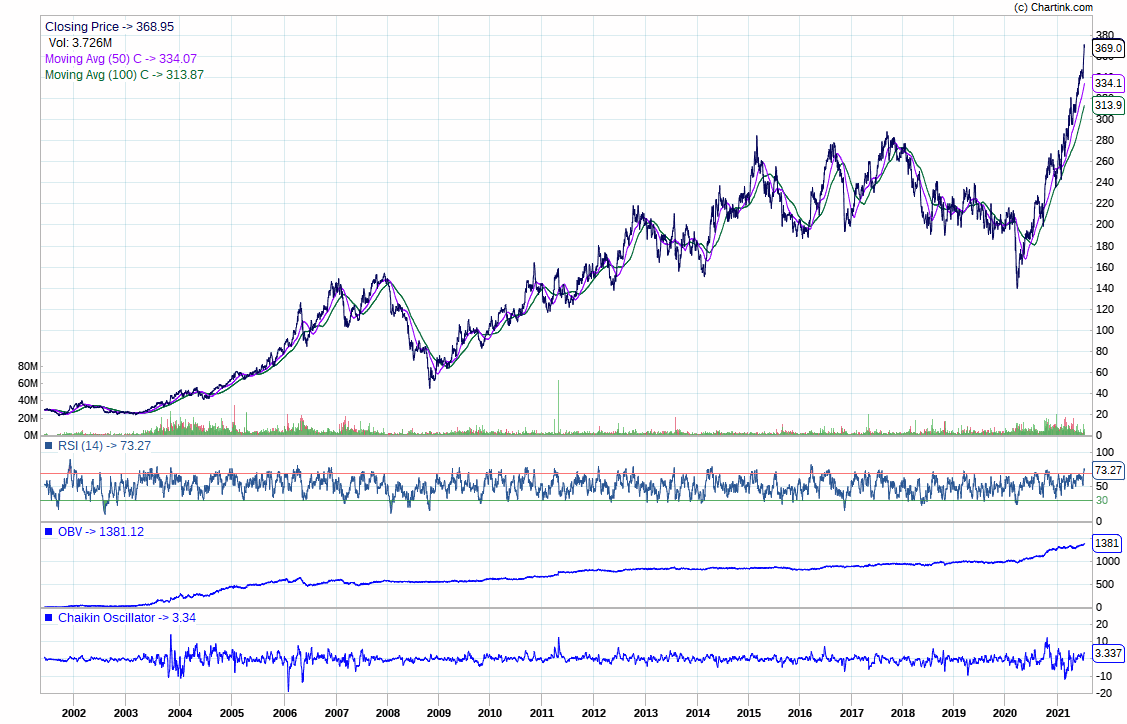 (c) Chartink.com
Closing Price -> 368.95
Vol: 3.726M
Moving Avg (50) C -> 334.07
Moving Avg (100) C -> 313.87
380
369.0
334.1
313.9
300
280
260
240
220
200
180
160
140
120
100
80
60
40
20
0
80M
60M
40M
20M
0M
RSI (14) -> 73.27
100
73.27
50
30
0
OBV -> 1381.12
1381
1000
500
0
Chaikin Oscillator -> 3.34
20
10
3.337
-10
-20
2002 2003 2004 2005 2006 2007 2008 2009 2010 2011 2012 2013 2014 2015 2016 2017 2018 2019 2020 2021